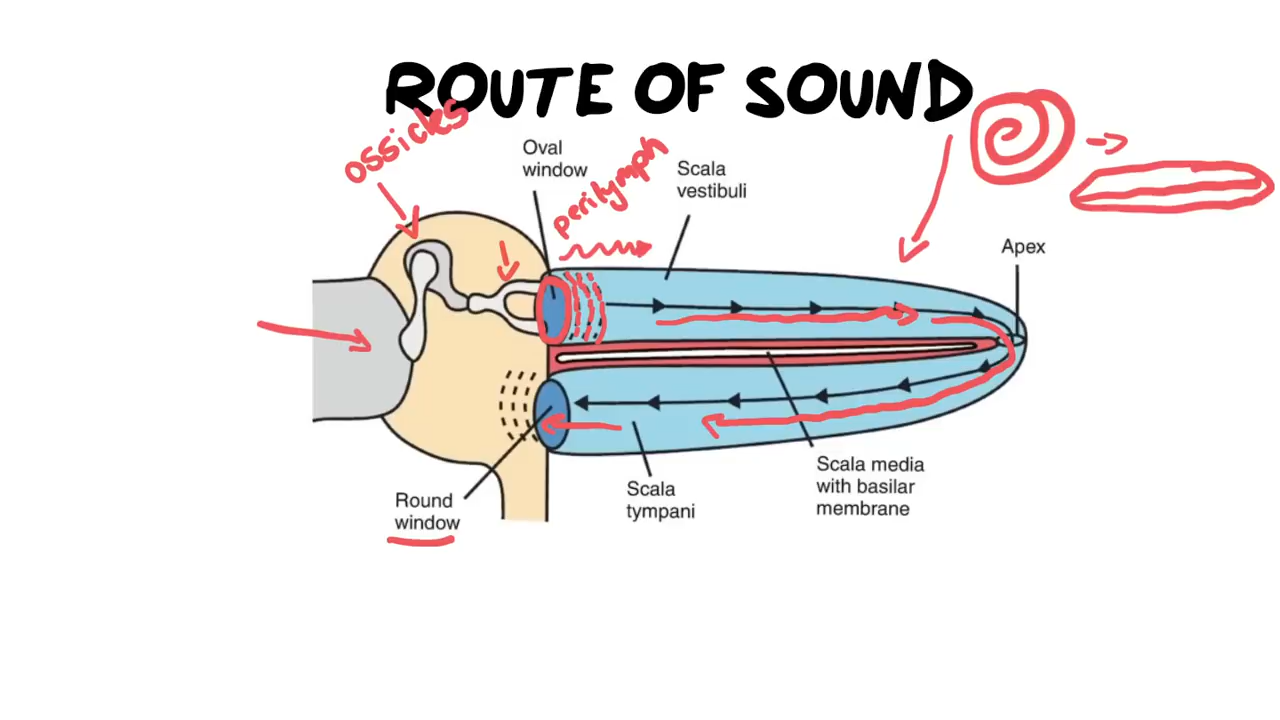 ROUTE OF SOUND
ossicles
Oval
window
perilymph
Scala
vestibuli
Apex
Round
window
Scala
tympani
Scala media
with basilar
membrane